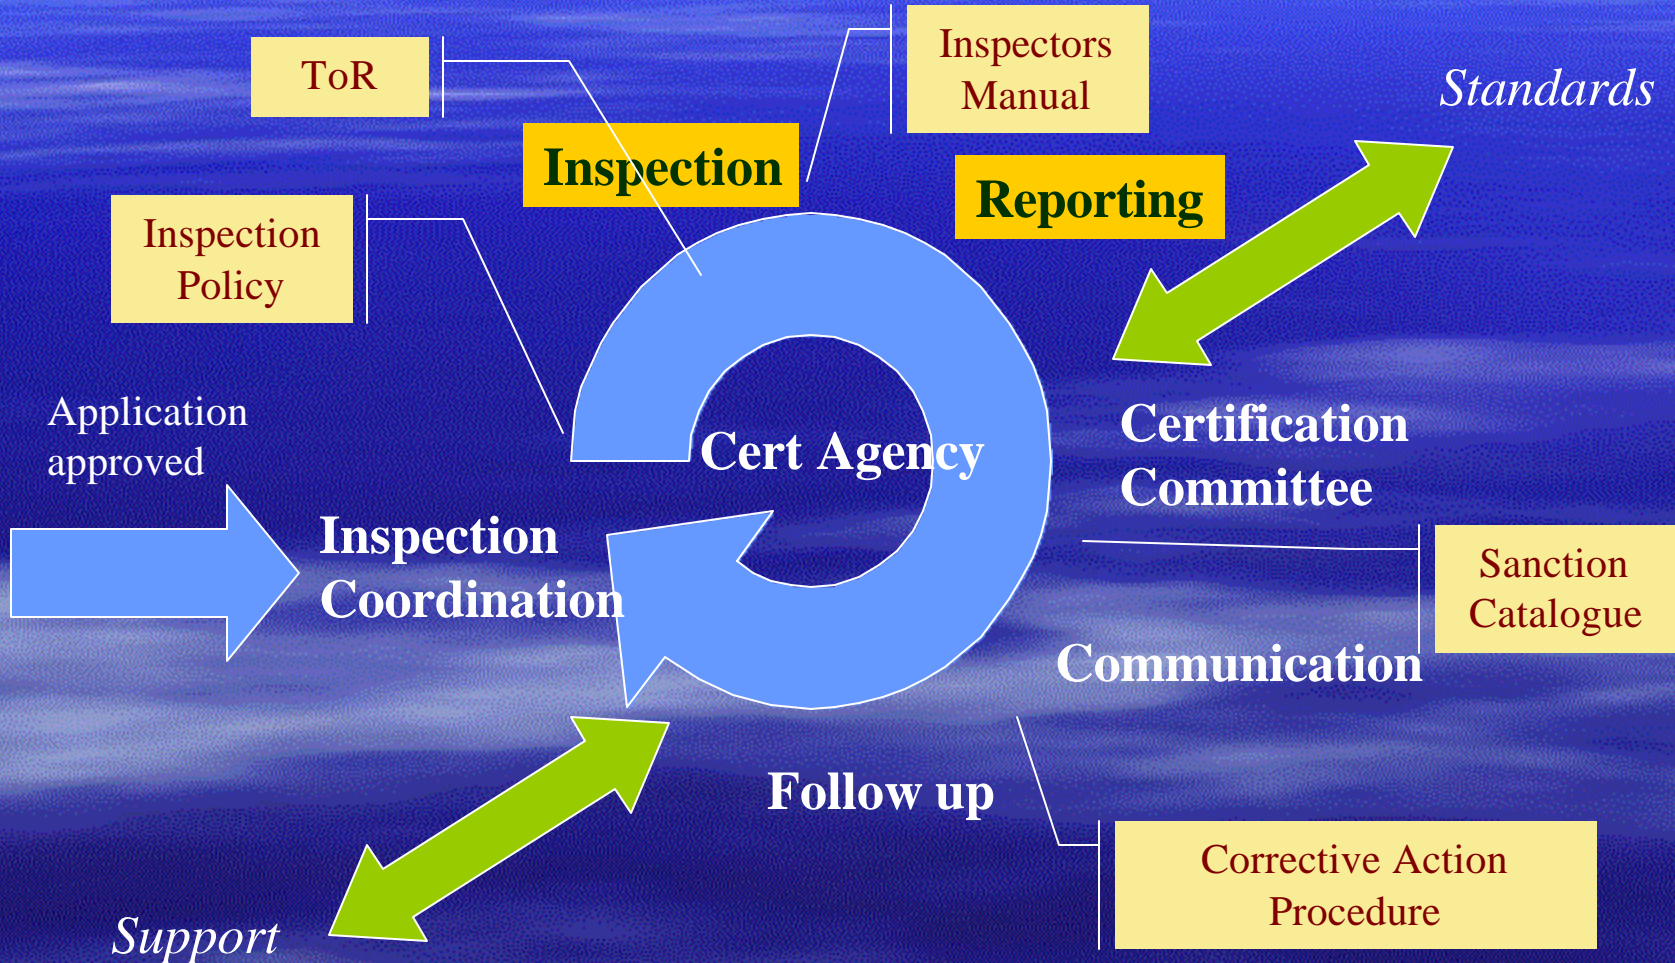 ToR
Inspectors
Manual
Standards
Inspection
Reporting
Inspection
Policy
Application
approved
Cert Agency
Certification
Committee
Inspection
Coordination
Sanction
Catalogue
Communication
Follow up
Corrective Action
Procedure
Support